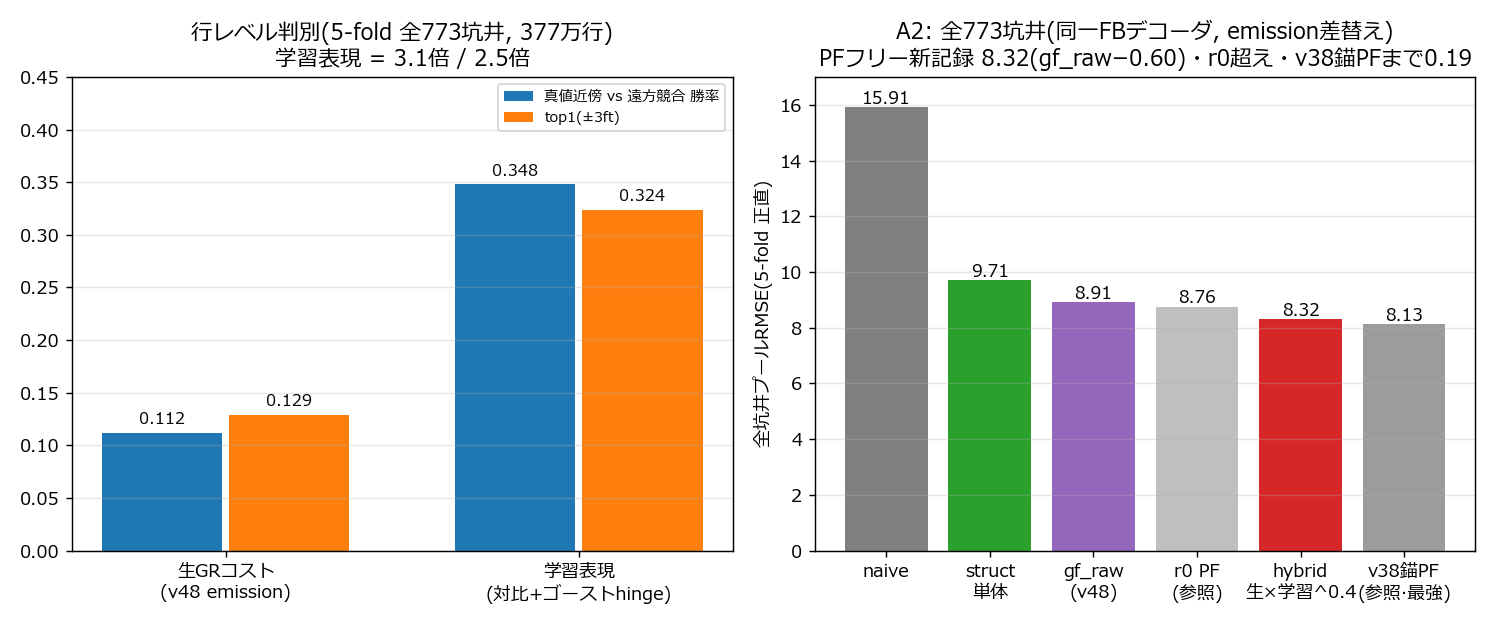 行レベル判別(5-fold 全773坑井, 377万行)
学習表現 = 3.1倍 / 2.5倍
0.45
0.40
0.35
0.30
0.25
0.20
0.15
0.10
0.05
0.00
真値近傍 vs 遠方競合 勝率
top1(±3ft)
0.112
0.129
0.348
0.324
生GRコスト
(v48 emission)
学習表現
(対比+ゴーストhinge)
A2: 全773坑井(同一FBデコーダ, emission差替え)
PFフリー新記録 8.32(gf_raw−0.60)・r0超え・v38錨PFまで0.19
全坑井プールRMSE(5-fold 正直)
16
14
12
10
8
6
4
2
0
15.91
9.71
8.91
8.76
8.32
8.13
naive
struct
単体
gf_raw
(v48)
r0 PF
(参照)
hybrid
生×学習^0.4
v38錨PF
(参照·最強)